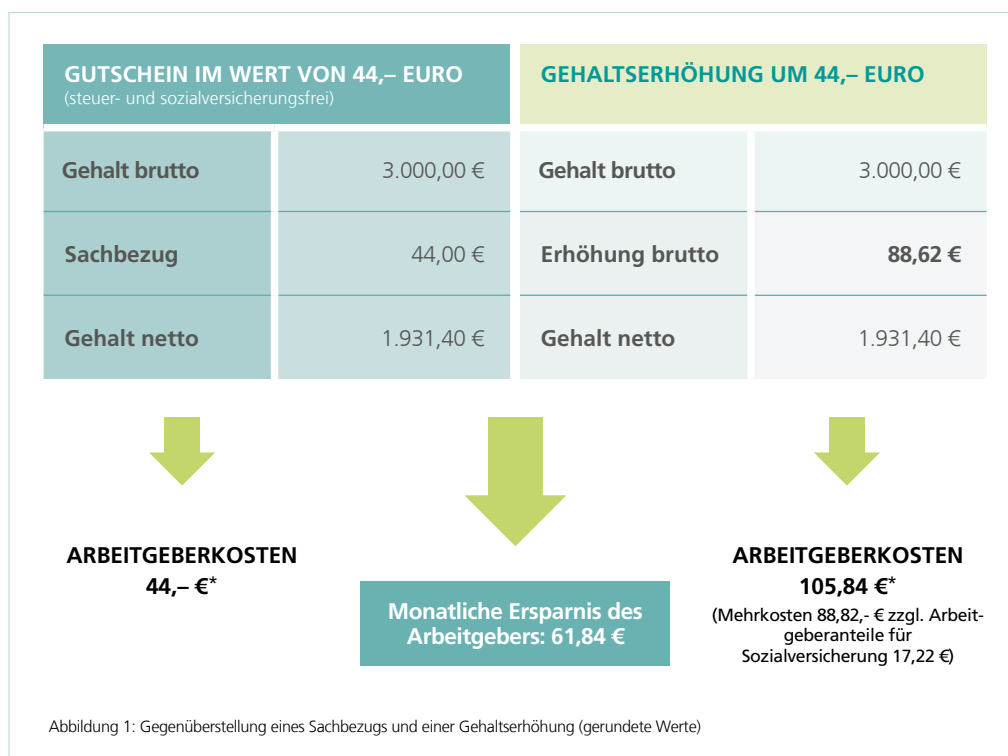 GUTSCHEIN IM WERT VON 44,– EURO
(steuer- und sozialversicherungsfrei)
GEHALTSERHÖHUNG UM 44,– EURO
Gehalt brutto 3.000,00 €
Gehalt brutto 3.000,00 €
Sachbezug 44,00 €
Erhöhung brutto 88,62 €
Gehalt netto 1.931,40 €
Gehalt netto 1.931,40 €
ARBEITGEBERKOSTEN
44,– €*
Monatliche Ersparnis des
Arbeitgebers: 61,84 €
ARBEITGEBERKOSTEN
105,84 €*
(Mehrkosten 88,82,- € zzgl. Arbeit-
geberanteile für
Sozialversicherung 17,22 €)
Abbildung 1: Gegenüberstellung eines Sachbezugs und einer Gehaltserhöhung (gerundete Werte)